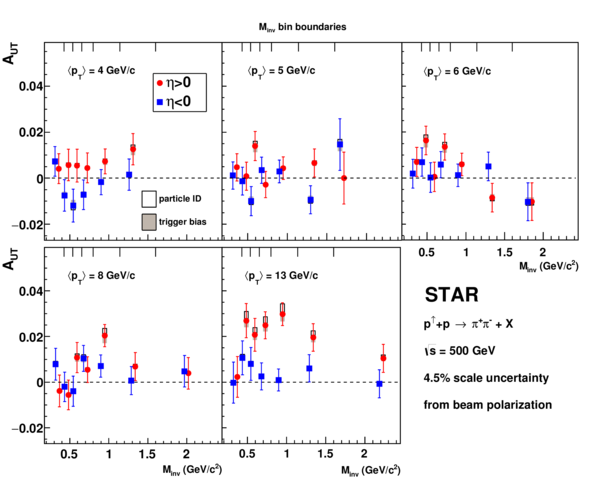 M_inv bin boundaries
A_UT
⟨p_T⟩ = 4 GeV/c
η>0
η<0
particle ID
trigger bias
0.04
0.02
0
−0.02
⟨p_T⟩ = 5 GeV/c
⟨p_T⟩ = 6 GeV/c
0.5
1
1.5
2
M_inv (GeV/c²)
A_UT
⟨p_T⟩ = 8 GeV/c
0.04
0.02
0
−0.02
0.5
1
1.5
2
M_inv (GeV/c²)
⟨p_T⟩ = 13 GeV/c
0.5
1
1.5
2
M_inv (GeV/c²)
STAR
p↑+p → π⁺π⁻ + X
√s = 500 GeV
4.5% scale uncertainty
from beam polarization